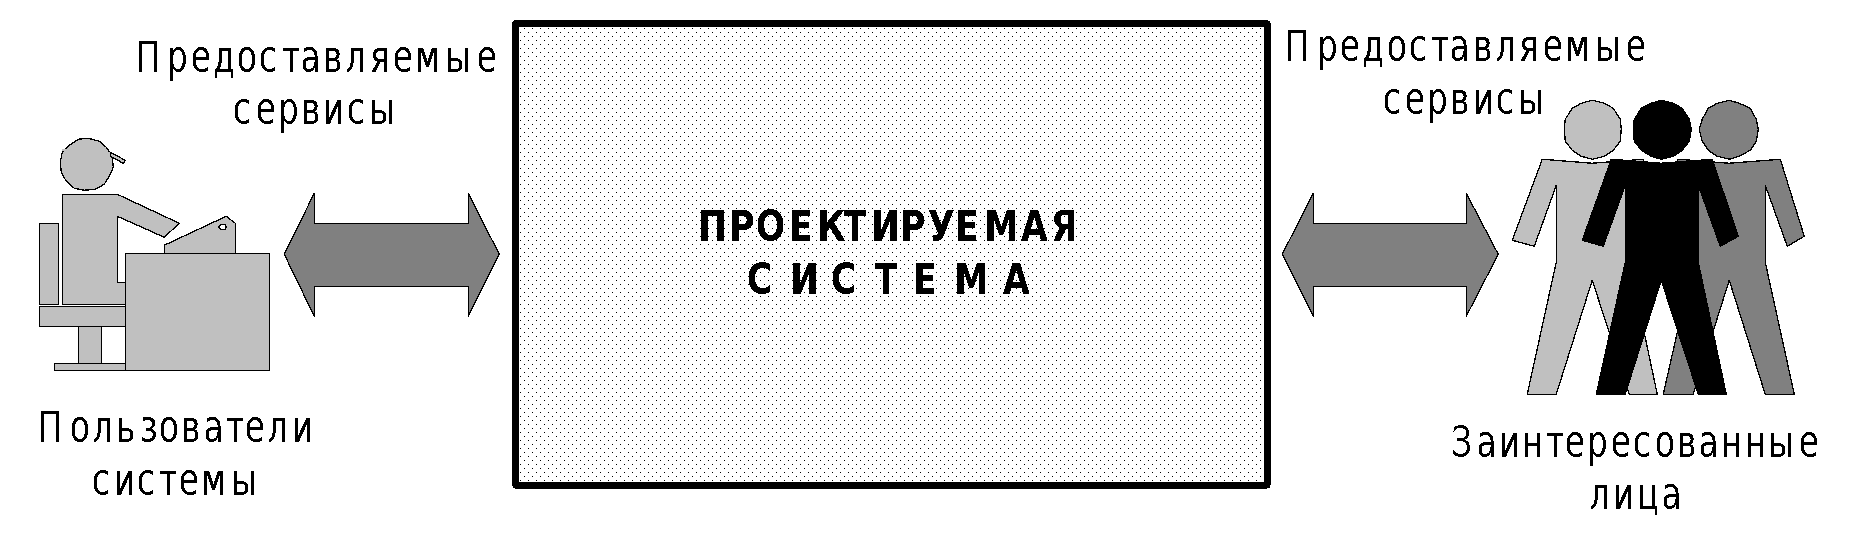 Предоставляемые
сервисы
Предоставляемые
сервисы
ПРОЕКТИРУЕМАЯ
СИСТЕМА
Пользователи
системы
Заинтересованные
лица